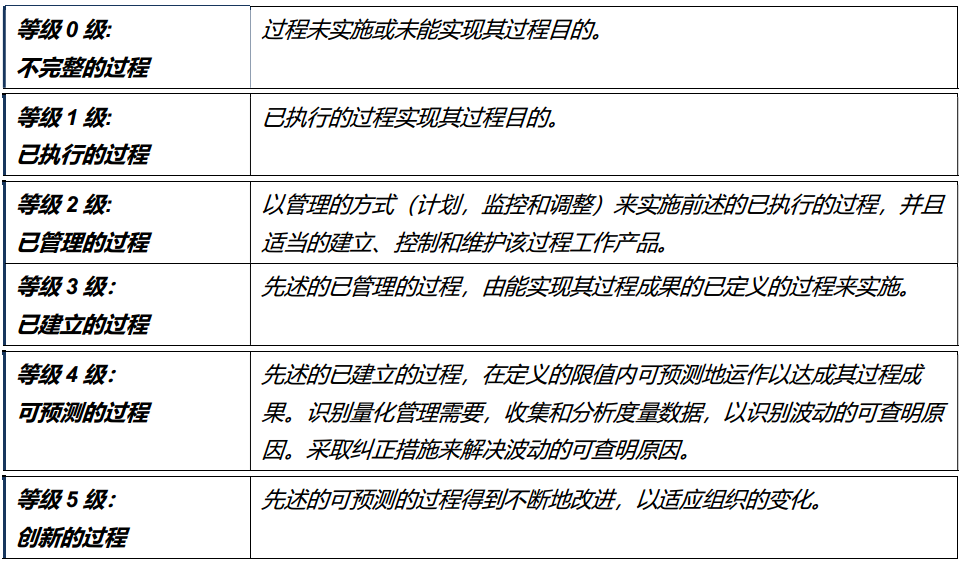 等级 0 级:
不完整的过程
过程未实施或未能实现其过程目的。
等级 1 级:
已执行的过程
已执行的过程实现其过程目的。
等级 2 级:
已管理的过程
以管理的方式（计划，监控和调整）来实施前述的已执行的过程，并且
适当的建立、控制和维护该过程工作产品。
等级 3 级：
已建立的过程
先述的已管理的过程，由能实现其过程成果的已定义的过程来实施。
等级 4 级：
可预测的过程
先述的已建立的过程，在定义的限值内可预测地运作以达成其过程成
果。识别量化管理需要，收集和分析度量数据，以识别波动的可查明原
因。采取纠正措施来解决波动的可查明原因。
等级 5 级：
创新的过程
先述的可预测的过程得到不断地改进，以适应组织的变化。